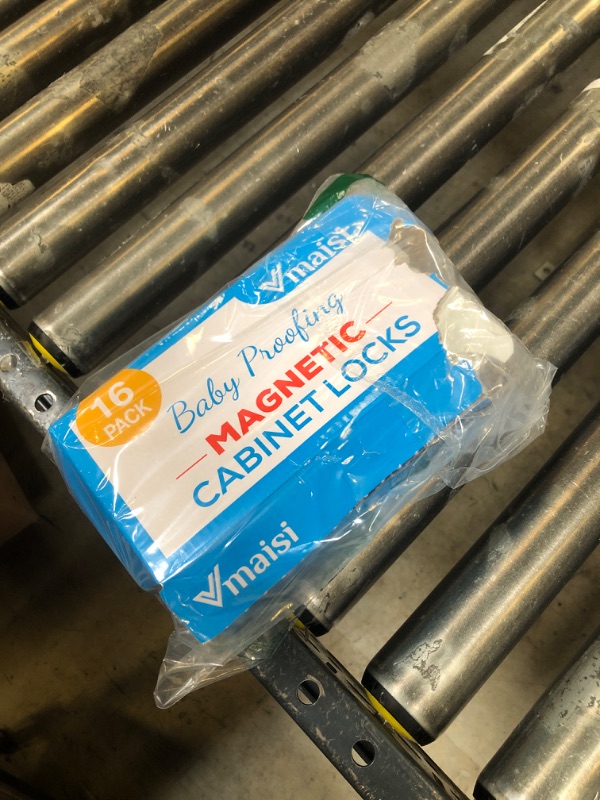 Vmaisi
16
PACK
Baby Proofing
MAGNETIC
CABINET LOCKS
Vmaisi